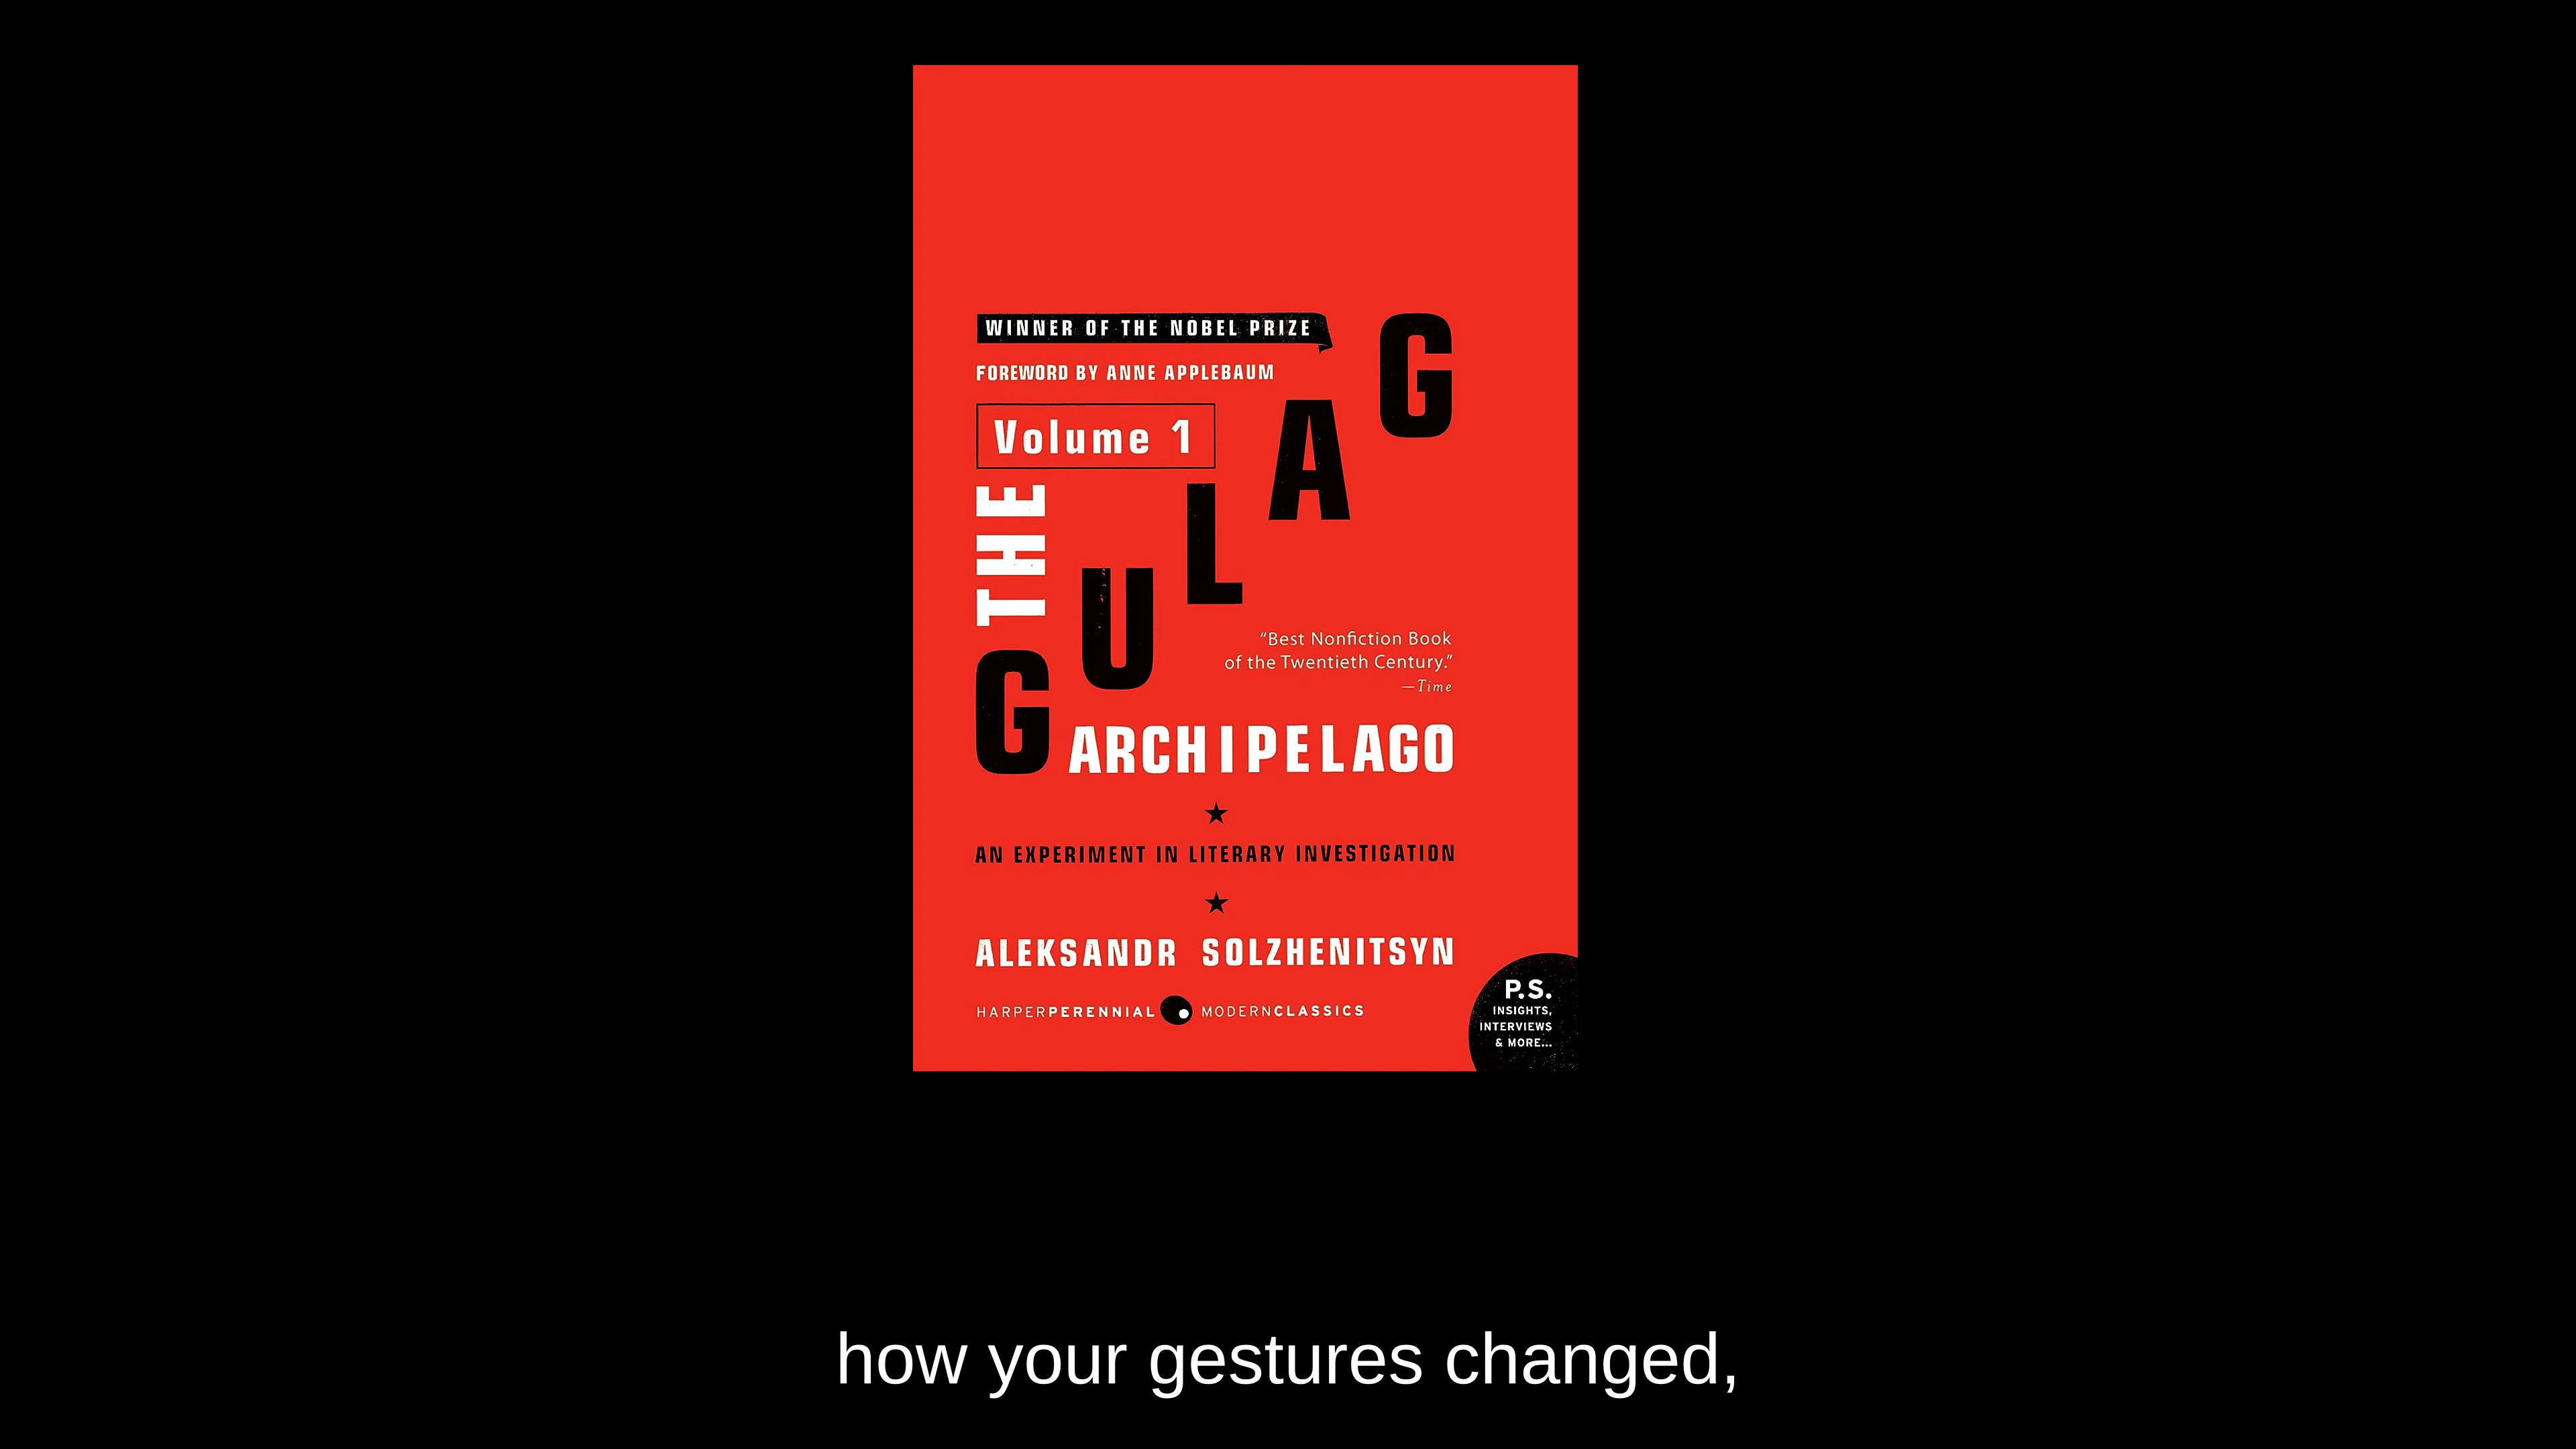 WINNER OF THE NOBEL PRIZE
FOREWORD BY ANNE APPLEBAUM
Volume 1
THE
GULAG
"Best Nonfiction Book
of the Twentieth Century."
—Time
ARCHIPELAGO
AN EXPERIMENT IN LITERARY INVESTIGATION
ALEKSANDR SOLZHENITSYN
HARPERPERENNIAL MODERNCLASSICS
P.S.
INSIGHTS,
INTERVIEWS
& MORE...
how your gestures changed,